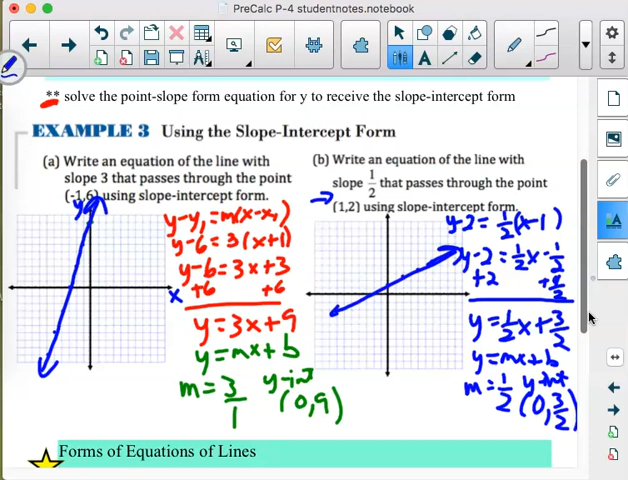 PreCalc P-4 studentnotes.notebook
** solve the point-slope form equation for y to receive the slope-intercept form
EXAMPLE 3 Using the Slope-Intercept Form
(a) Write an equation of the line with
slope 3 that passes through the point
(-1,6) using slope-intercept form.
y-y₁=m(x-x₁)
y-6=3(x+1)
y-6=3x+3
+6 +6
y=3x+9
y=mx+b
m=3/1 y-int (0,9)
y
x
(b) Write an equation of the line with
slope 1/2 that passes through the point
(1,2) using slope-intercept form.
y-2=1/2(x-1)
y-2=1/2x-1/2
+2 +4/2
y=1/2x+3/2
y=mx+b
m=1/2 y-int (0,3/2)
Forms of Equations of Lines